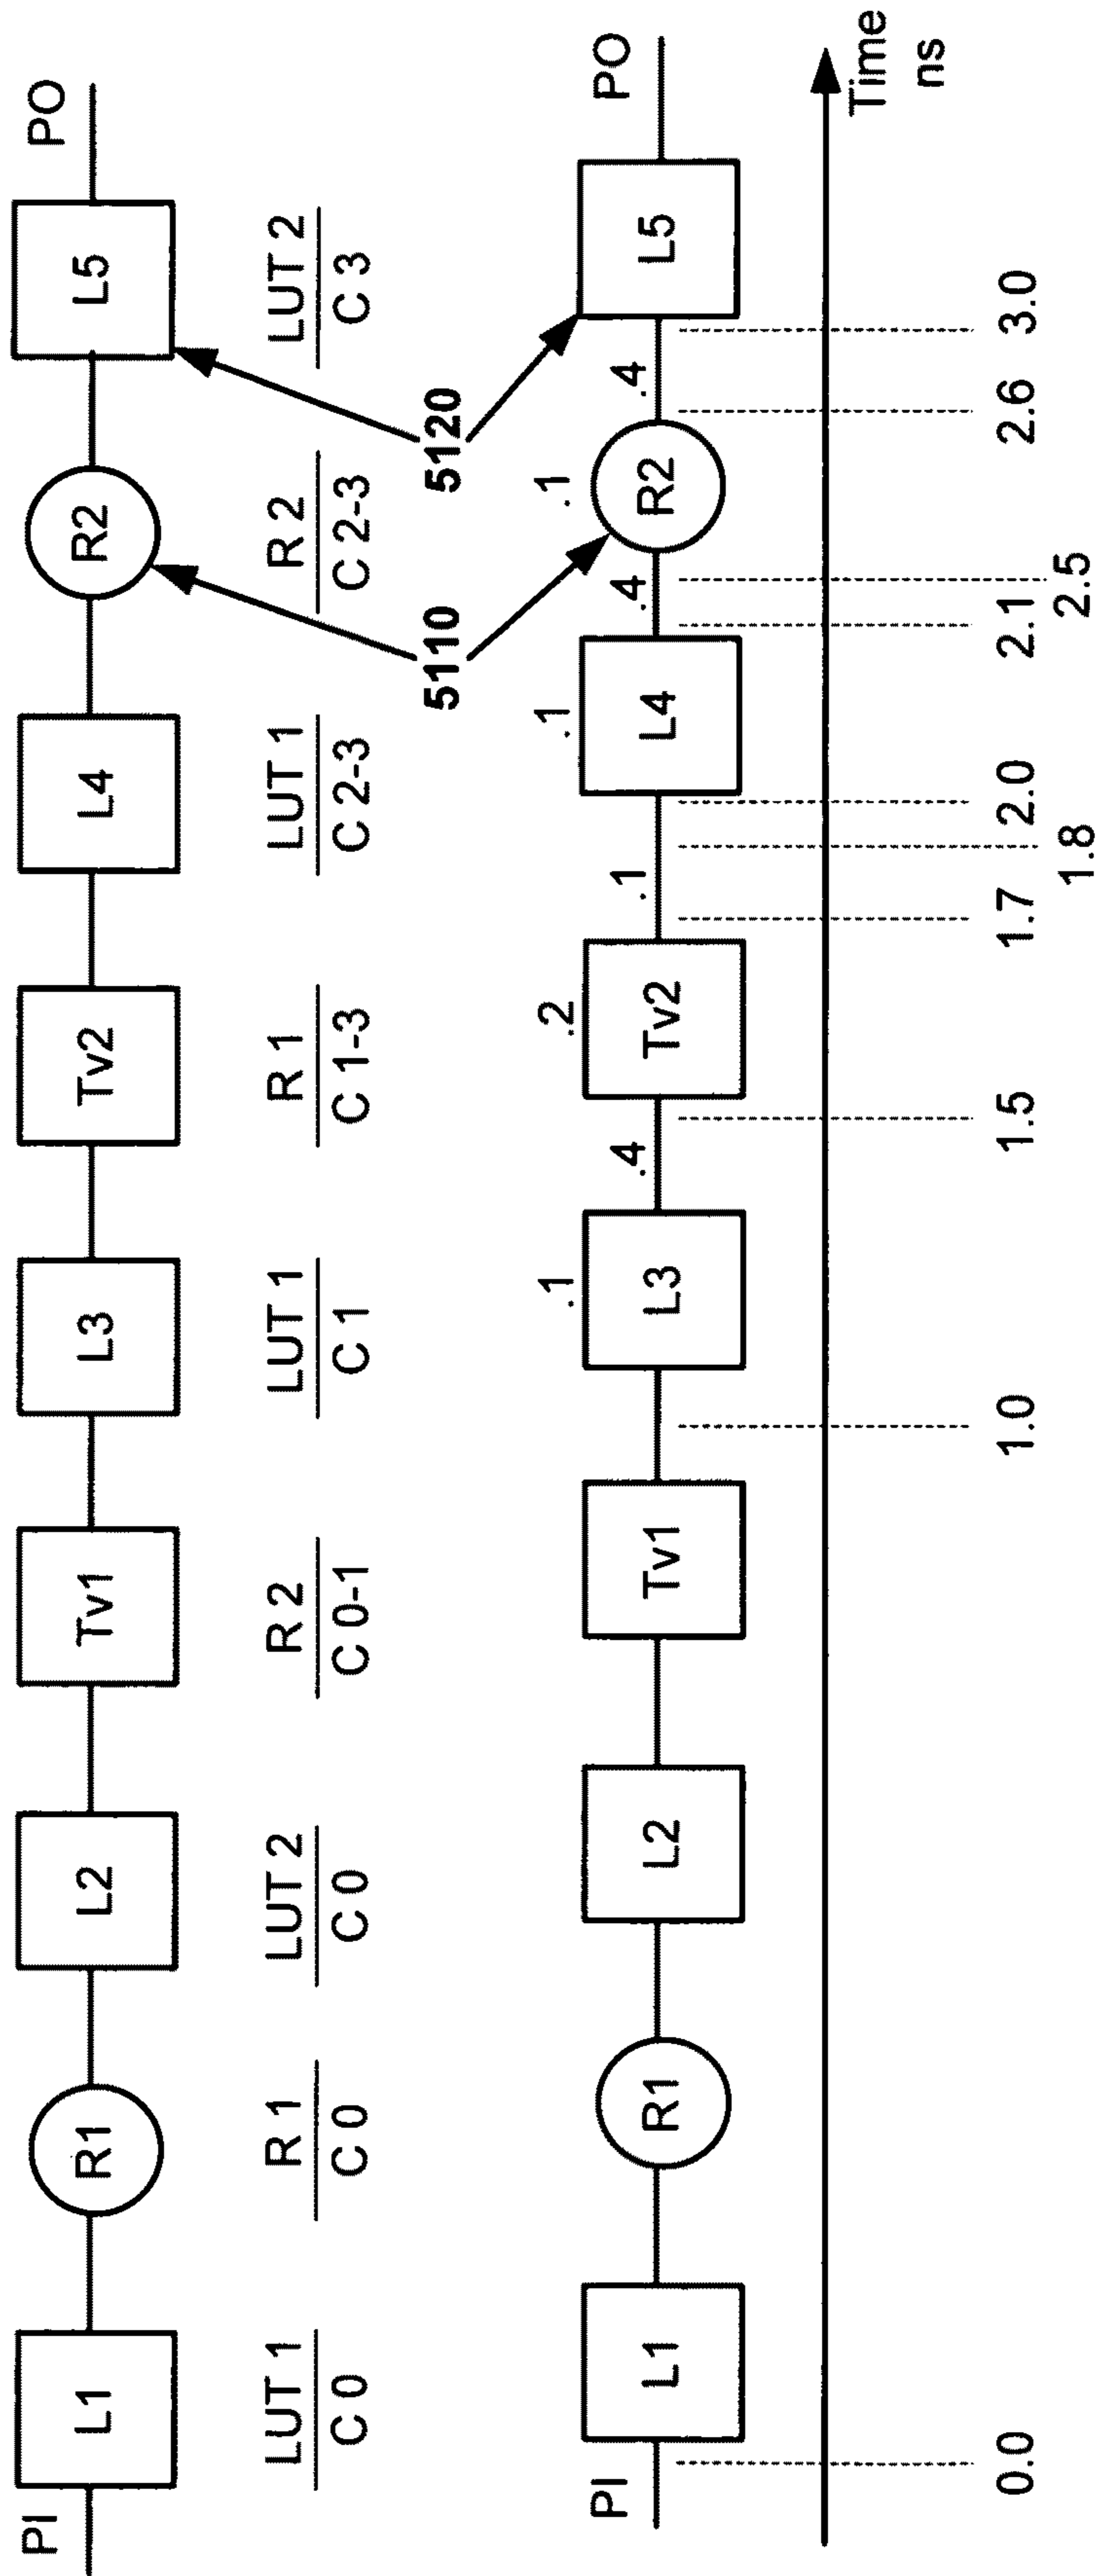 PI L1 R1 L2 Tv1 L3 Tv2 L4 R2 L5 PO
LUT 1 R 1 LUT 2 R 2 LUT 1 R 1 LUT 1 R 2 LUT 2
C 0 C 0 C 0 C 0-1 C 1 C 1-3 C 2-3 C 2-3 C 3
5110 5120
.1 .2 .1 .1
.4 .1 .4 .4
PI L1 R1 L2 Tv1 L3 Tv2 L4 R2 L5 PO
Time
ns
0.0 1.0 1.5 1.7 2.0 2.1 2.6 3.0
1.8 2.5